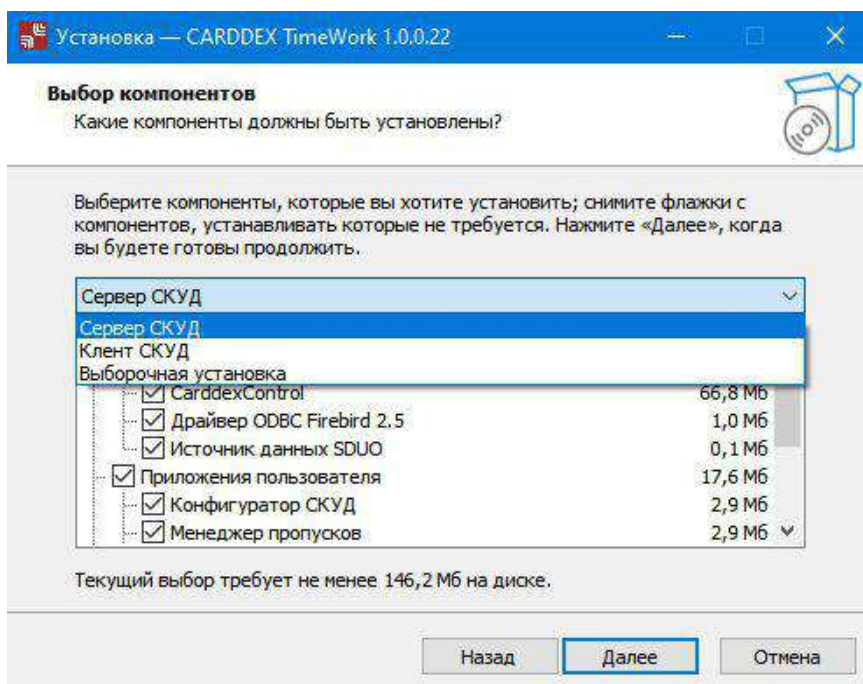 Установка — CARDDEX TimeWork 1.0.0.22
Выбор компонентов
Какие компоненты должны быть установлены?
Выберите компоненты, которые вы хотите установить; снимите флажки с
компонентов, устанавливать которые не требуется. Нажмите «Далее», когда
вы будете готовы продолжить.
Сервер СКУД
Сервер СКУД
Клент СКУД
Выборочная установка
CarddexControl 66,8 Мб
Драйвер ODBC Firebird 2.5 1,0 Мб
Источник данных SDUO 0,1 Мб
Приложения пользователя 17,6 Мб
Конфигуратор СКУД 2,9 Мб
Менеджер пропусков 2,9 Мб
Текущий выбор требует не менее 146,2 Мб на диске.
Назад Далее Отмена